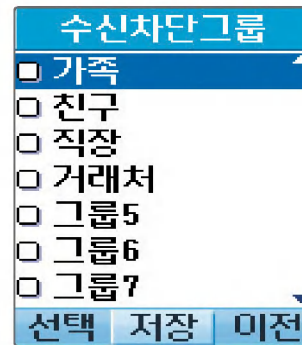 수신차단그룹
가족
친구
직장
거래처
그룹5
그룹6
그룹7
선택 저장 이전